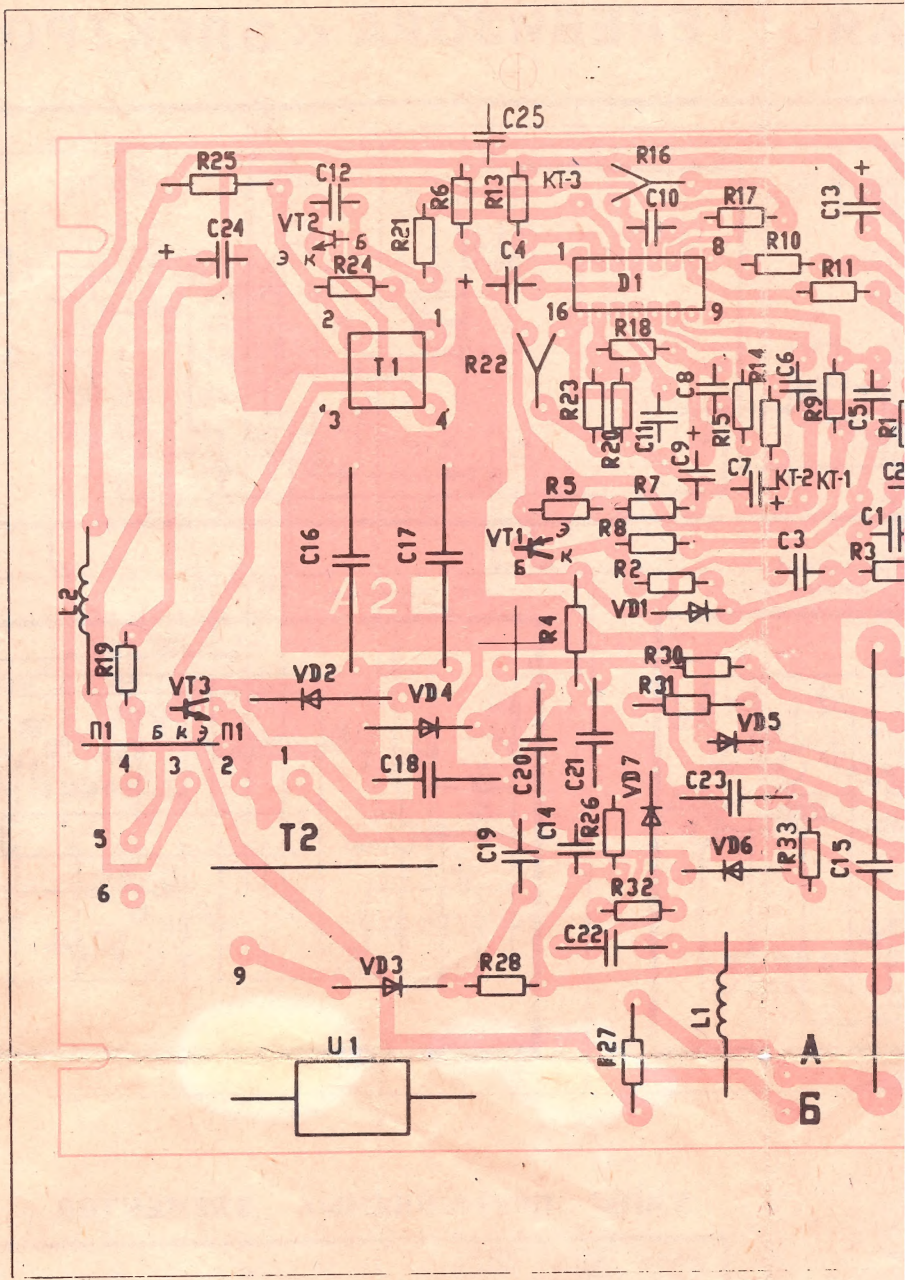 C25
R25
C12
R6
R13
КТ-3
R16
C10
R17
C13
+
C24
+
VT2
Б
Э К
R21
C4
+
1
8
R10
R24
D1
R11
2
1
16
9
R18
T1
R22
R23
R20
C11
C8
R15
R14
C6
R9
C5
R1
3
4
C9
+
C7
+
КТ-2
КТ-1
R5
R7
C16
C17
VT1
Э
Б
К
R8
C3
C1
R3
R2
A2
VD1
L2
R4
R19
R30
VT3
VD2
R31
VD4
П1
Б К Э
П1
VD5
4
3
2
1
C18
C20
C21
VD7
C23
5
T2
C19
C14
R26
VD6
R33
C15
6
R32
C22
9
VD3
R28
L1
U1
R27
А
Б